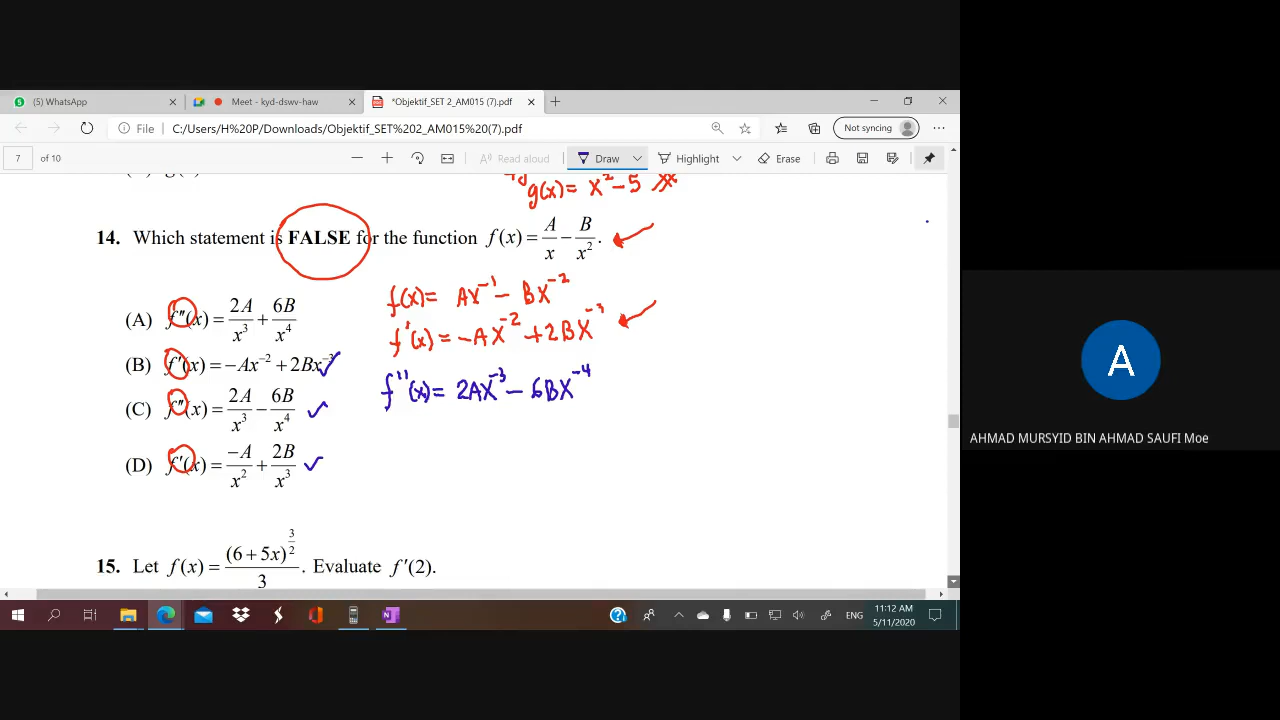 (5) WhatsApp
Meet - kyd-dswv-haw
*Objektif_SET 2_AM015 (7).pdf
File
C:/Users/H%20P/Downloads/Objektif_SET%202_AM015%20(7).pdf
Not syncing
7 of 10
Read aloud
Draw
Highlight
Erase
g(x) = x² − 5
14. Which statement is FALSE for the function f(x) = A/x − B/x².
f(x) = Ax⁻¹ − Bx⁻²
(A) f″(x) = 2A/x³ + 6B/x⁴
f'(x) = −Ax⁻² + 2Bx⁻³
(B) f′(x) = −Ax⁻² + 2Bx⁻³
f''(x) = 2Ax⁻³ − 6Bx⁻⁴
(C) f″(x) = 2A/x³ − 6B/x⁴
(D) f′(x) = −A/x² + 2B/x³
15. Let f(x) = (6 + 5x)^(3/2)/3. Evaluate f′(2).
A
AHMAD MURSYID BIN AHMAD SAUFI Moe
ENG
11:12 AM
5/11/2020